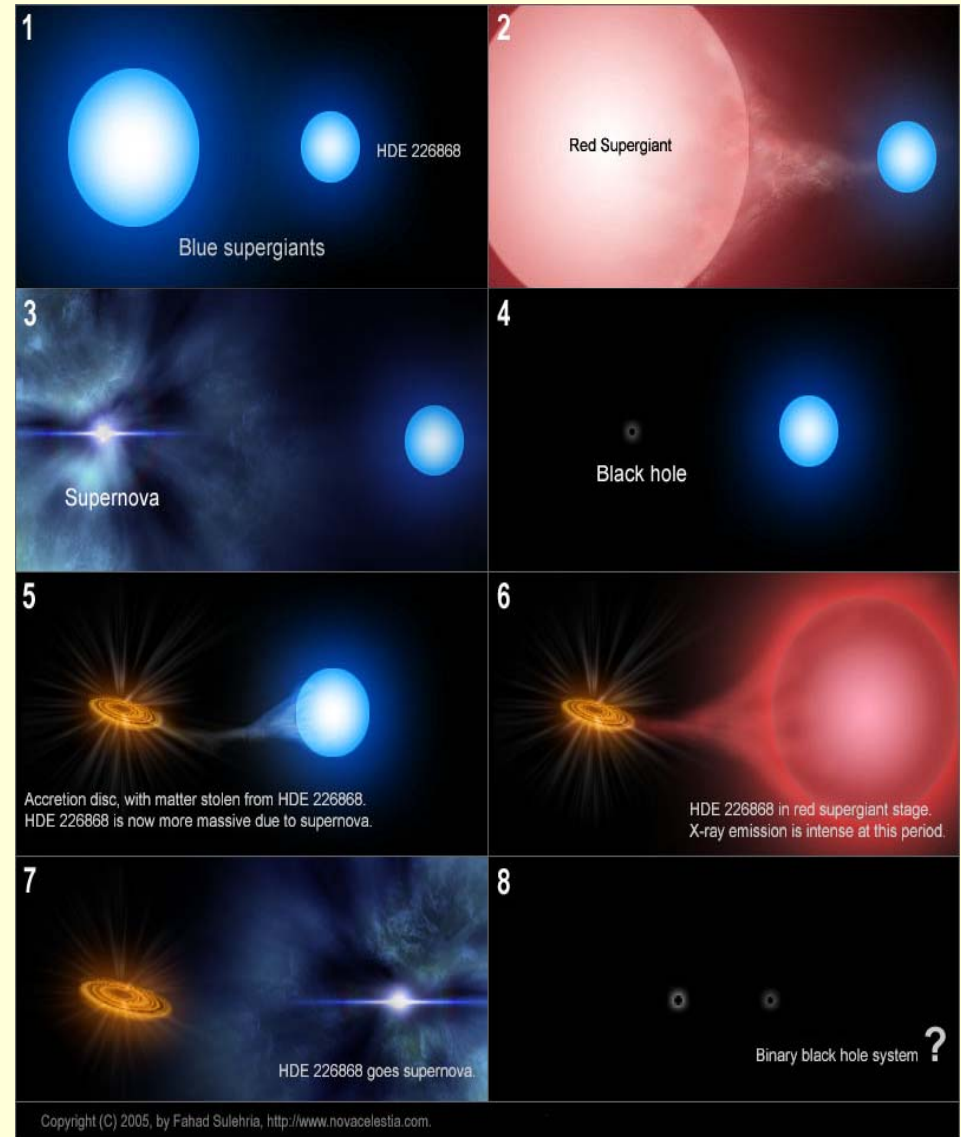 1
HDE 226868
Blue supergiants
2
Red Supergiant
3
Supernova
4
Black hole
5
Accretion disc, with matter stolen from HDE 226868.
HDE 226868 is now more massive due to supernova.
6
HDE 226868 in red supergiant stage.
X-ray emission is intense at this period.
7
HDE 226868 goes supernova.
8
Binary black hole system ?
Copyright (C) 2005, by Fahad Sulehria, http://www.novacelestia.com.